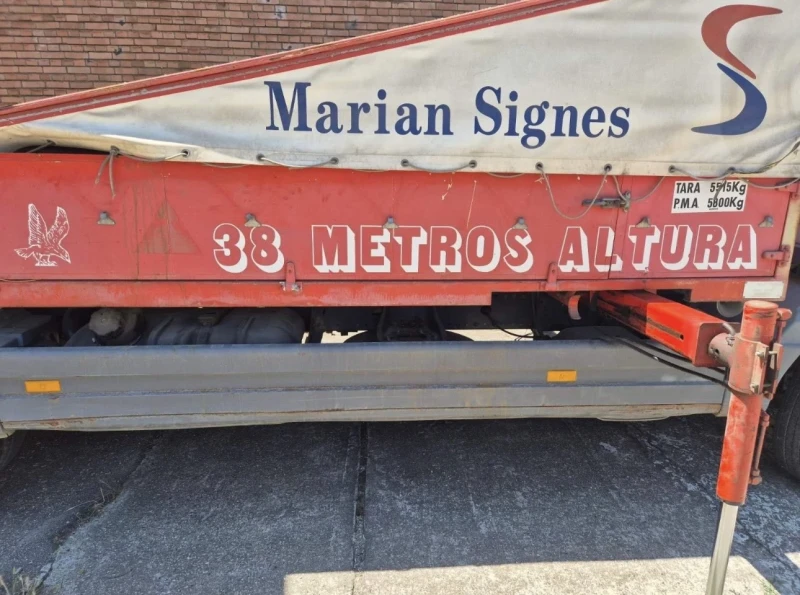 Marian Signes
TARA 5515Kg
P.M.A 5800Kg
38 METROS ALTURA